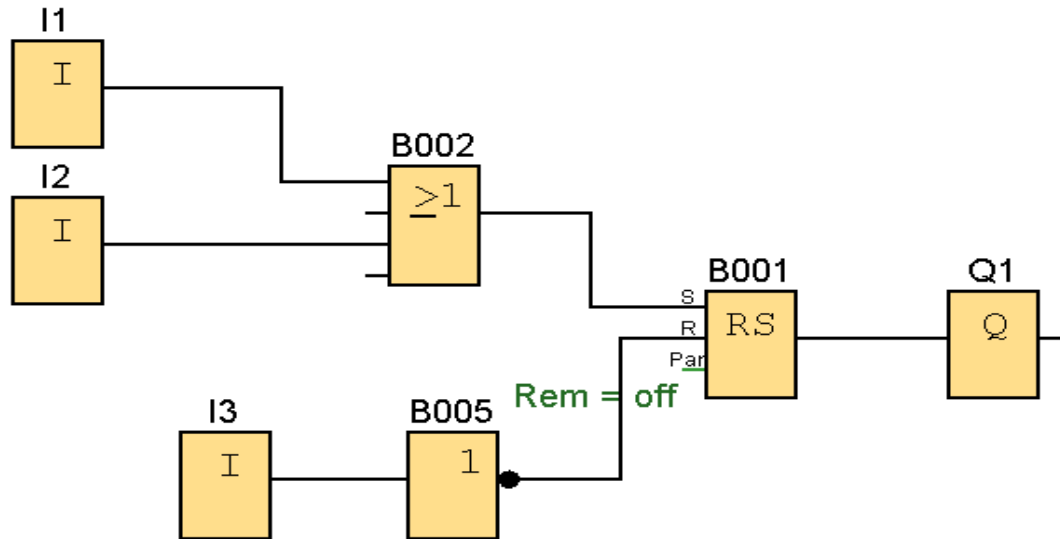 I1
I
B002
≥1
I2
I
B001
S
R
Par
RS
Q1
Q
Rem = off
I3
I
B005
1